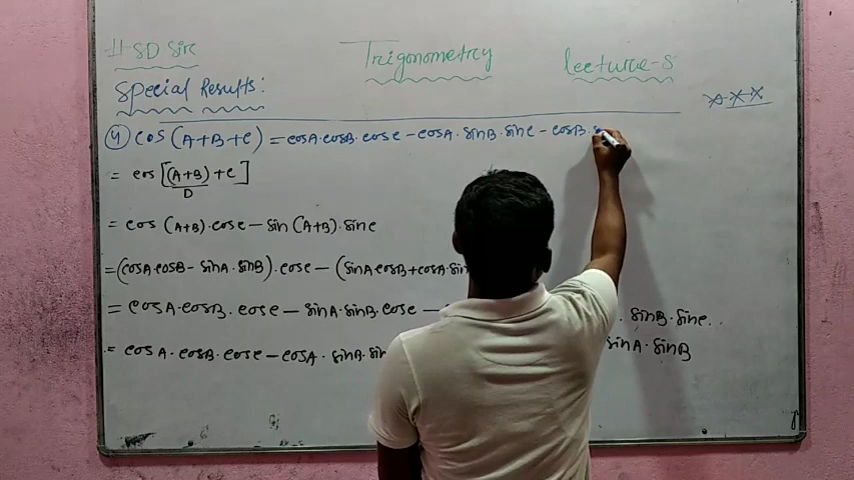 #SD Sir Trigonometry lecture-5
Special Results:
4) cos (A+B+C) = cosA.cosB.cosC - cosA.sinB.sinC - cosB.
= cos [(A+B)+C]
D
= cos (A+B).cosC - sin (A+B).sinC
= (cosA.cosB - sinA.sinB).cosC - (sinA.cosB+cosA.sin
= cosA.cosB.cosC - sinA.sinB.cosC - . sinB.sinC.
= cosA.cosB.cosC - cosA.sinB.sin sinA.sinB